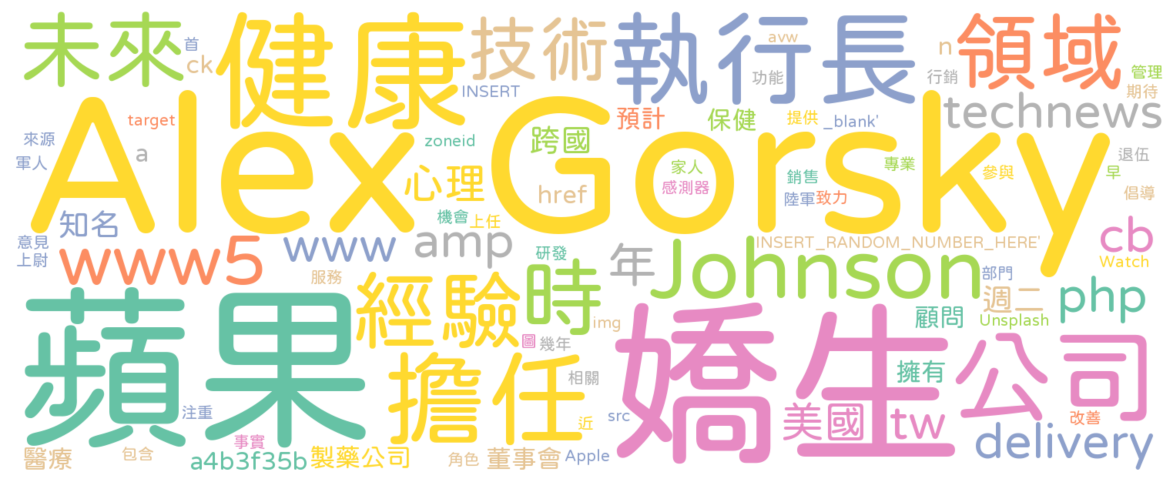 未來
首
ck
健康
技術
INSERT
執行長
avw
功能
n
行銷
領域
管理
期待
technews
Alex Gorsky
target
zoneid
a
來源
軍人
跨國
預計
保健
提供
_blank'
家人
感測器
專業
銷售
陸軍
致力
參與
退伍
早
倡導
心理
href
機會
上任
知名
意見
上尉
www5
www
amp
服務
研發
年
INSERT_RANDOM_NUMBER_HERE'
cb
Watch
Johnson
部門
週二
Unsplash
php
顧問
經驗
時
img
圖
幾年
蘋果
擔任
相關
近
src
嬌生
擁有
公司
美國
tw
改善
delivery
注重
事實
醫療
包含
a4b3f35b
製藥公司
角色
董事會
Apple